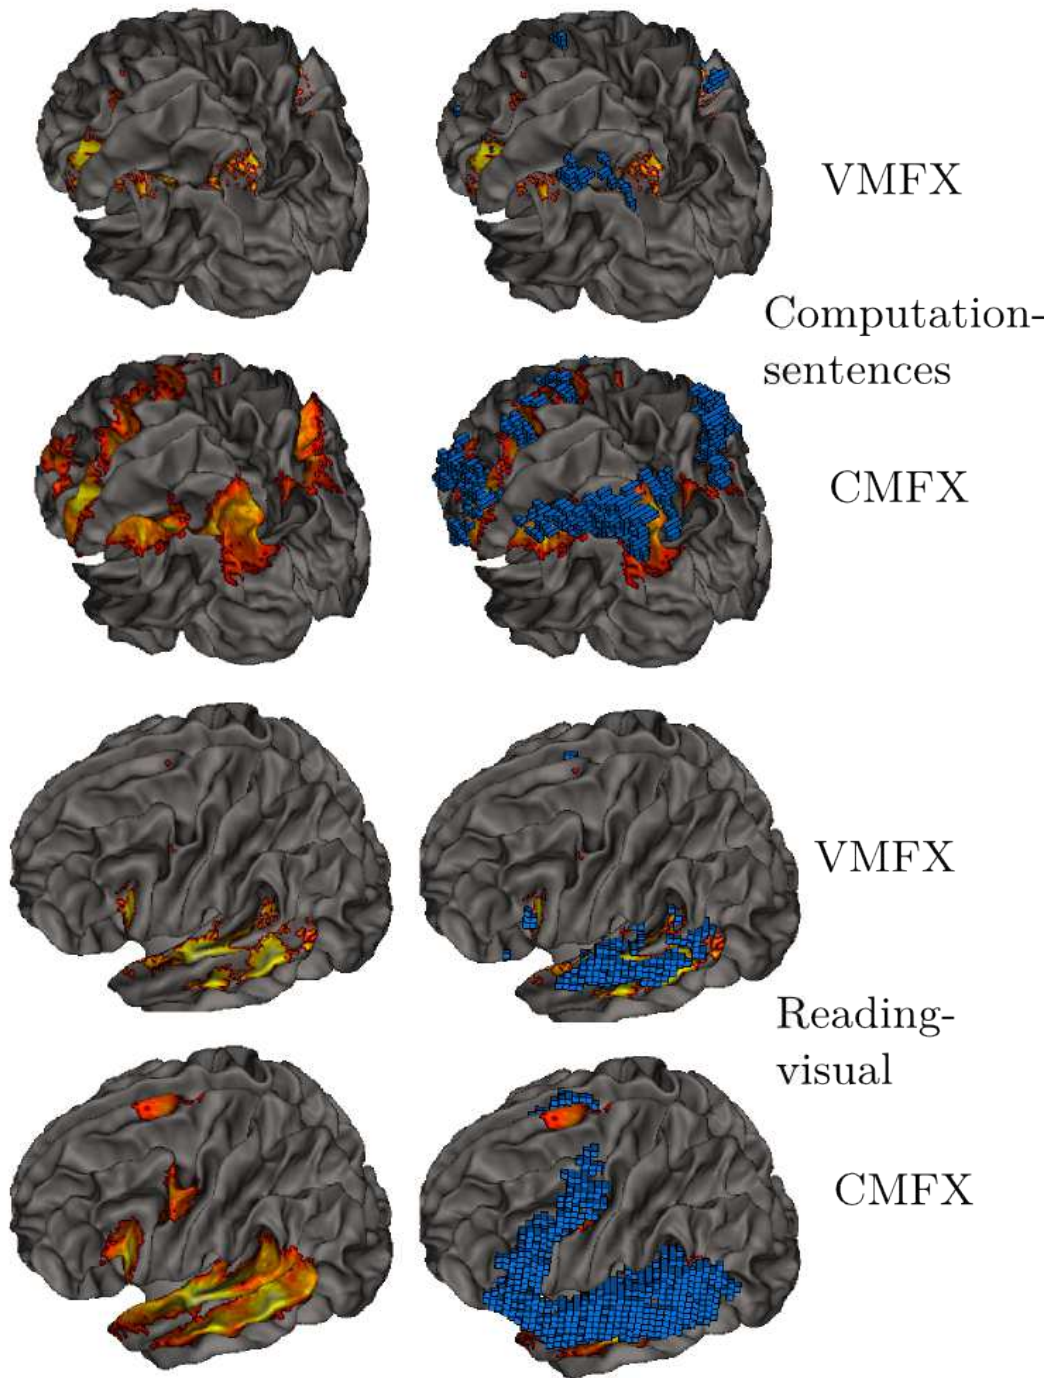 VMFX
Computation-
sentences
CMFX
VMFX
Reading-
visual
CMFX